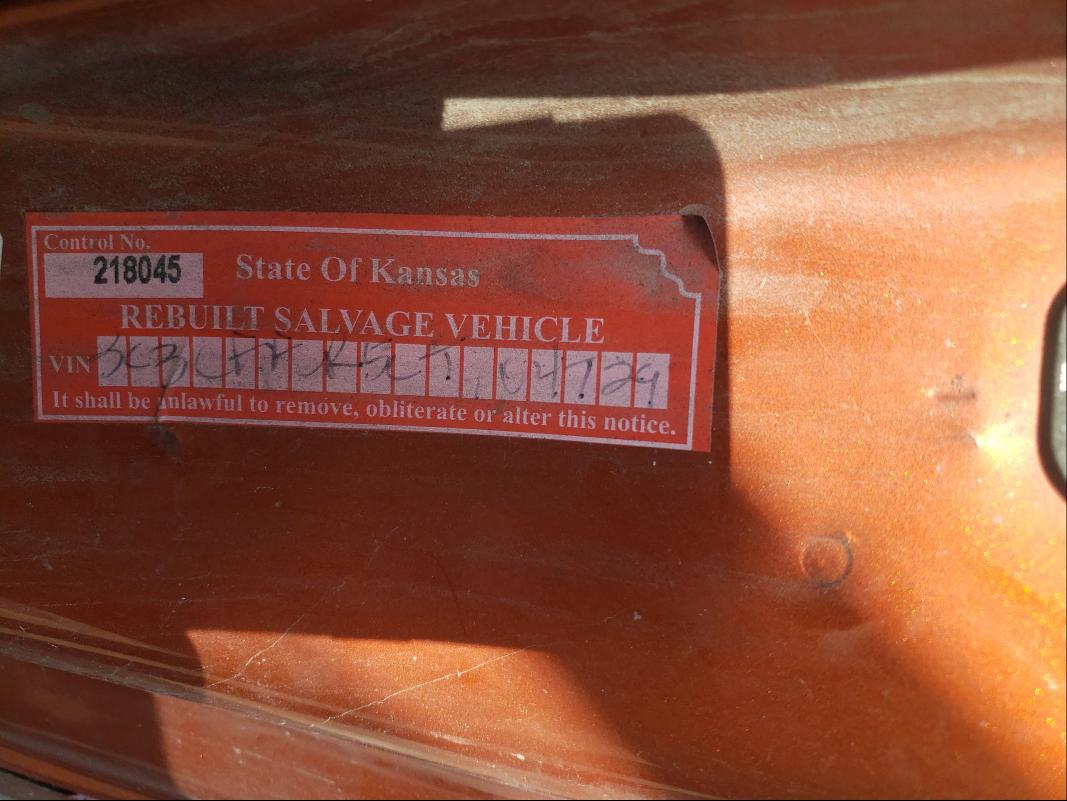 Control No.
218045
State Of Kansas
REBUILT SALVAGE VEHICLE
VIN
It shall be unlawful to remove, obliterate or alter this notice.